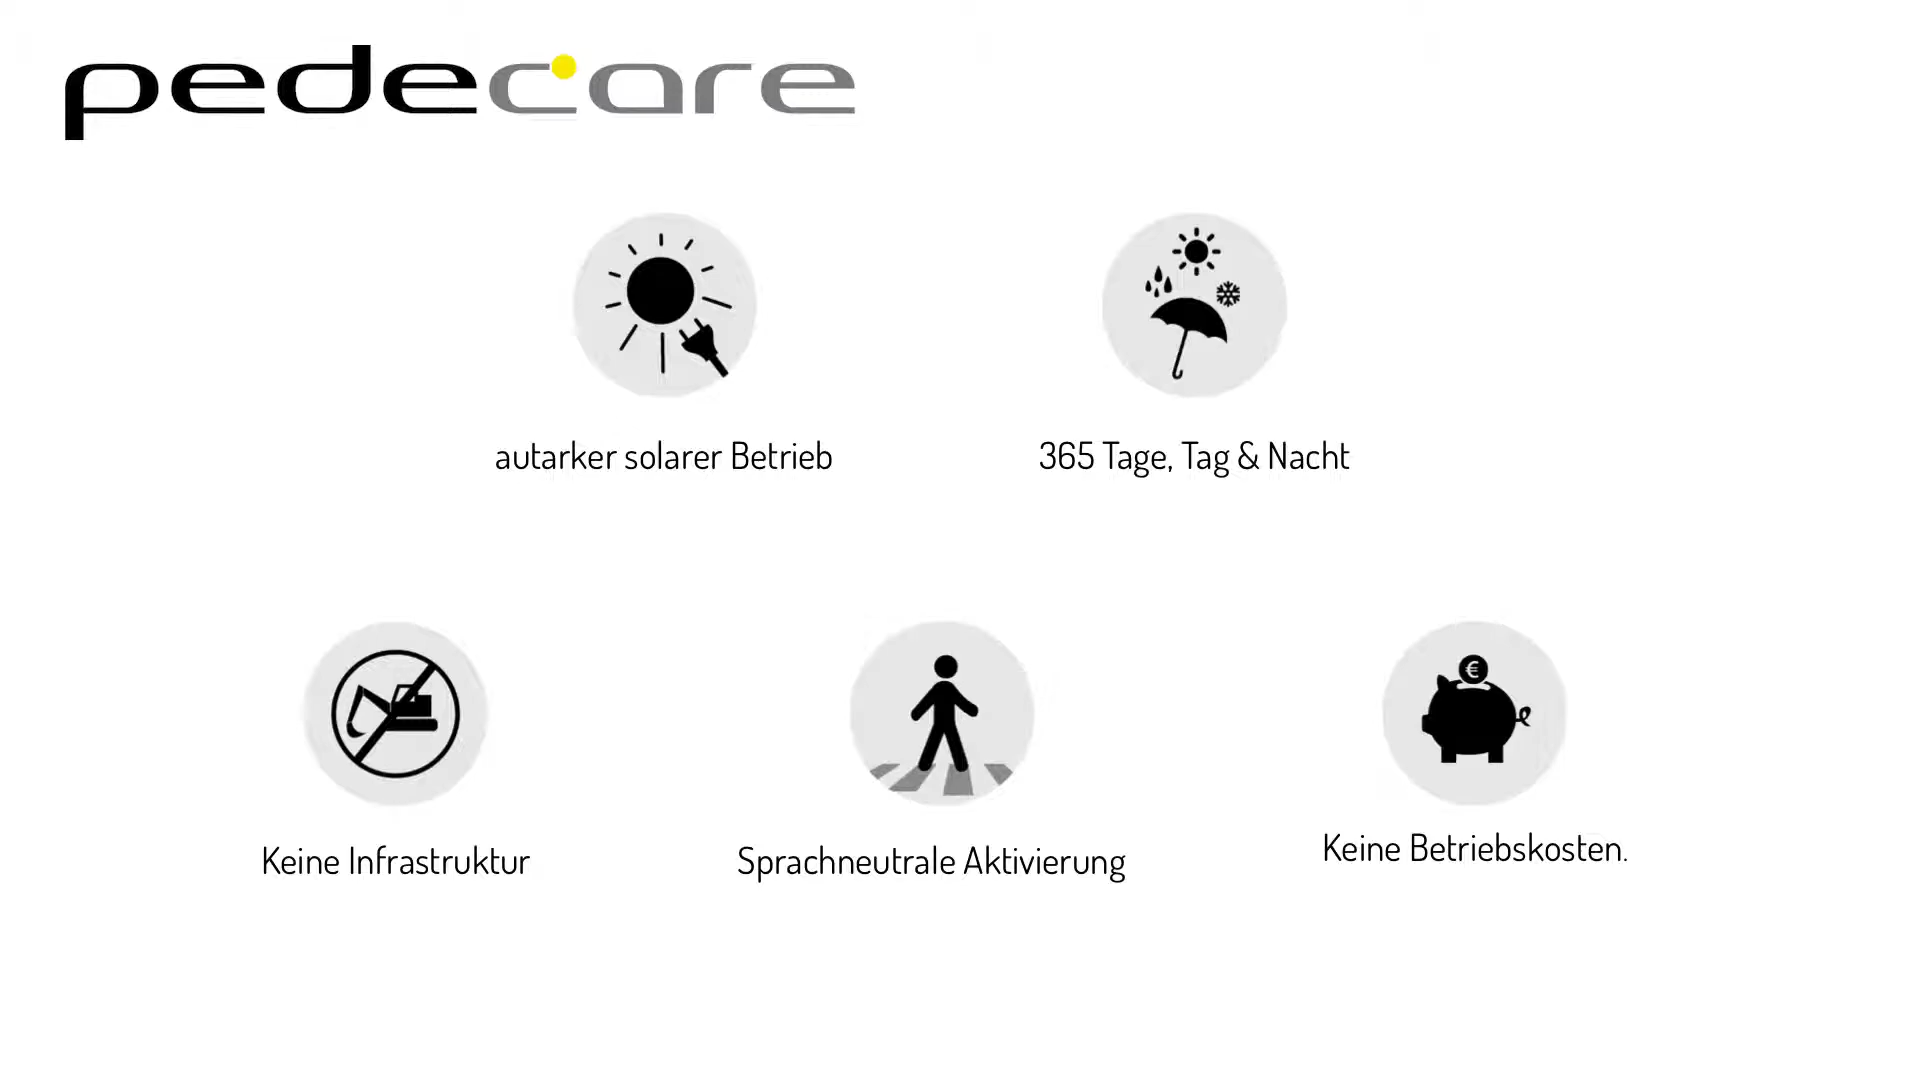 pedecare
autarker solarer Betrieb
365 Tage, Tag & Nacht
€
Keine Infrastruktur
Sprachneutrale Aktivierung
Keine Betriebskosten.